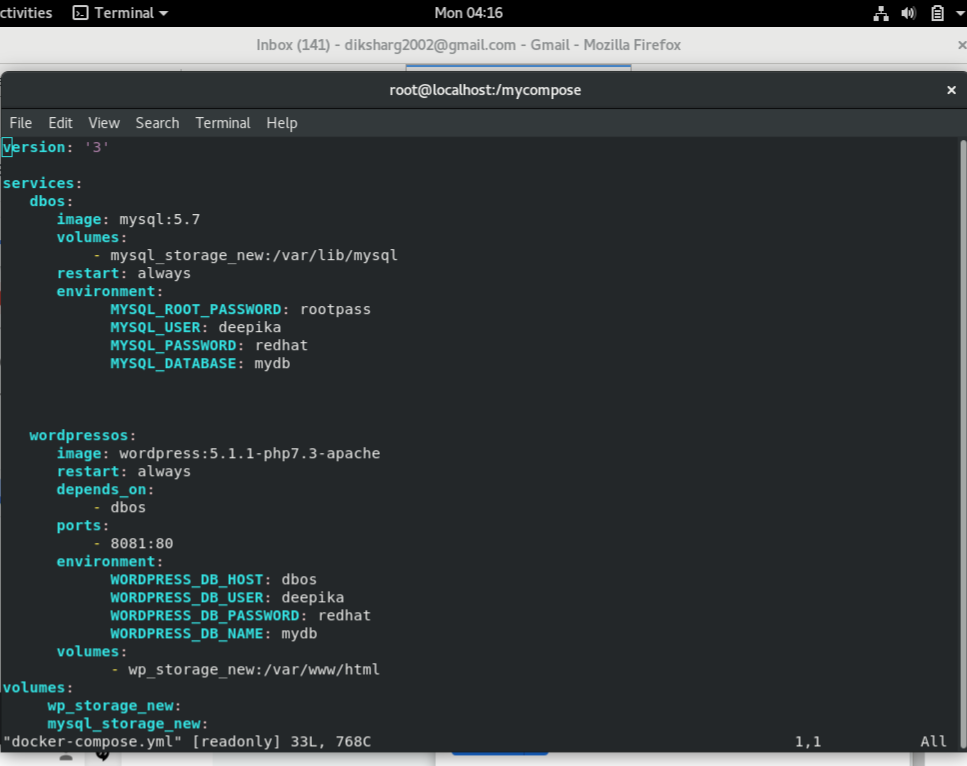 ctivities
Terminal
Mon 04:16
Inbox (141) - diksharg2002@gmail.com - Gmail - Mozilla Firefox
root@localhost:/mycompose
File Edit View Search Terminal Help
version: '3'
services:
dbos:
image: mysql:5.7
volumes:
- mysql_storage_new:/var/lib/mysql
restart: always
environment:
MYSQL_ROOT_PASSWORD: rootpass
MYSQL_USER: deepika
MYSQL_PASSWORD: redhat
MYSQL_DATABASE: mydb
wordpressos:
image: wordpress:5.1.1-php7.3-apache
restart: always
depends_on:
- dbos
ports:
- 8081:80
environment:
WORDPRESS_DB_HOST: dbos
WORDPRESS_DB_USER: deepika
WORDPRESS_DB_PASSWORD: redhat
WORDPRESS_DB_NAME: mydb
volumes:
- wp_storage_new:/var/www/html
volumes:
wp_storage_new:
mysql_storage_new:
"docker-compose.yml" [readonly] 33L, 768C 1,1 All